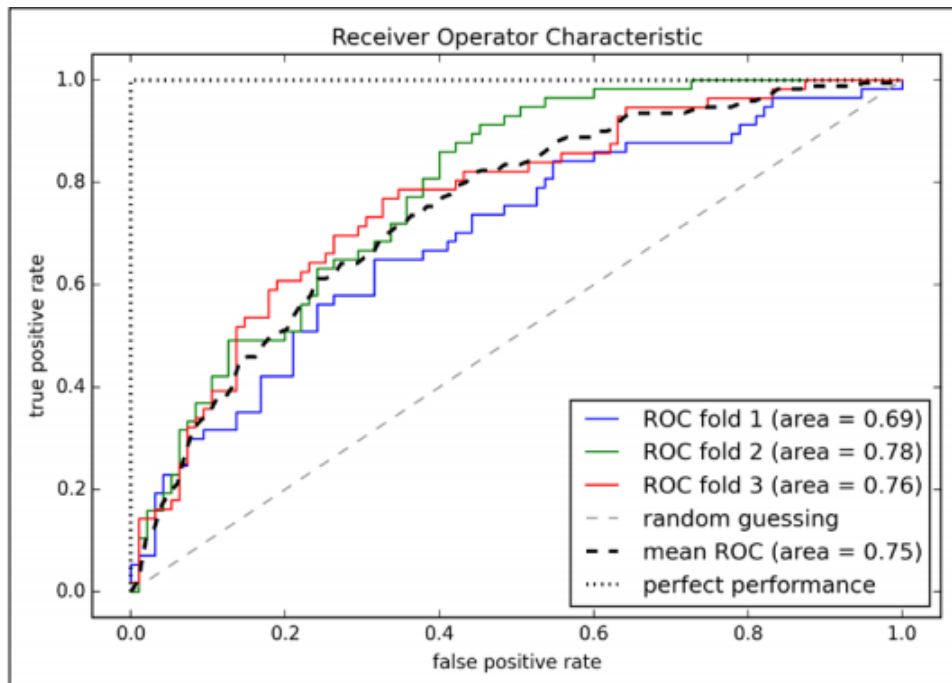 Receiver Operator Characteristic
1.0
0.8
0.6
0.4
0.2
0.0
true positive rate
ROC fold 1 (area = 0.69)
ROC fold 2 (area = 0.78)
ROC fold 3 (area = 0.76)
random guessing
mean ROC (area = 0.75)
perfect performance
0.0 0.2 0.4 0.6 0.8 1.0
false positive rate